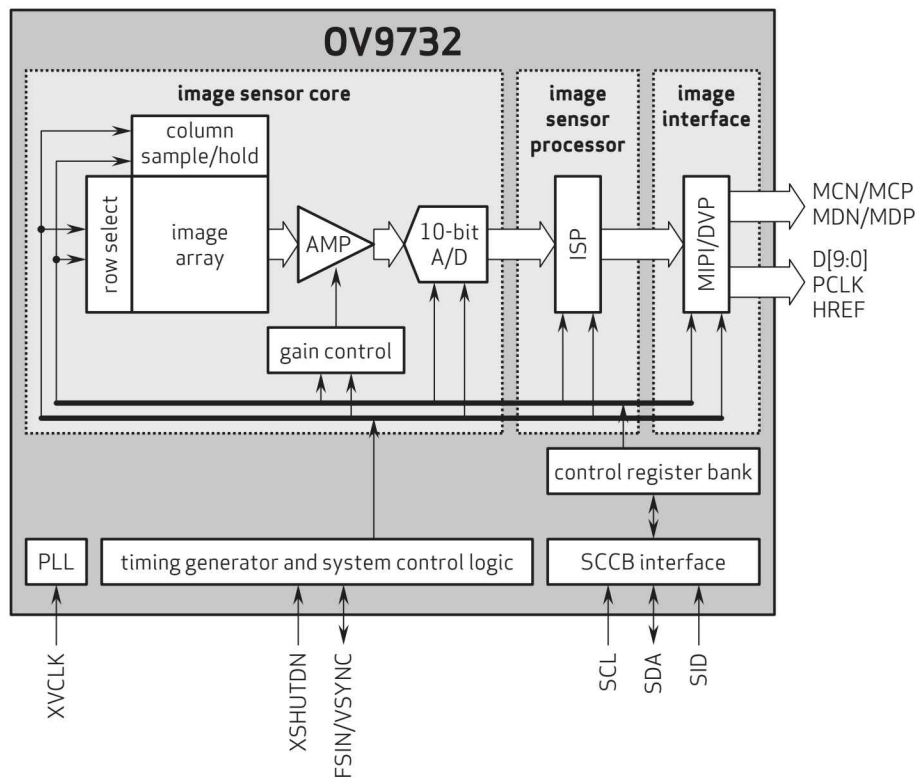 OV9732
image sensor core
image
sensor
processor
image
interface
column
sample/hold
row select
image
array
AMP
10-bit
A/D
ISP
MIPI/DVP
MCN/MCP
MDN/MDP
D[9:0]
PCLK
HREF
gain control
control register bank
PLL
timing generator and system control logic
SCCB interface
XVCLK
XSHUTDN
FSIN/VSYNC
SCL
SDA
SID